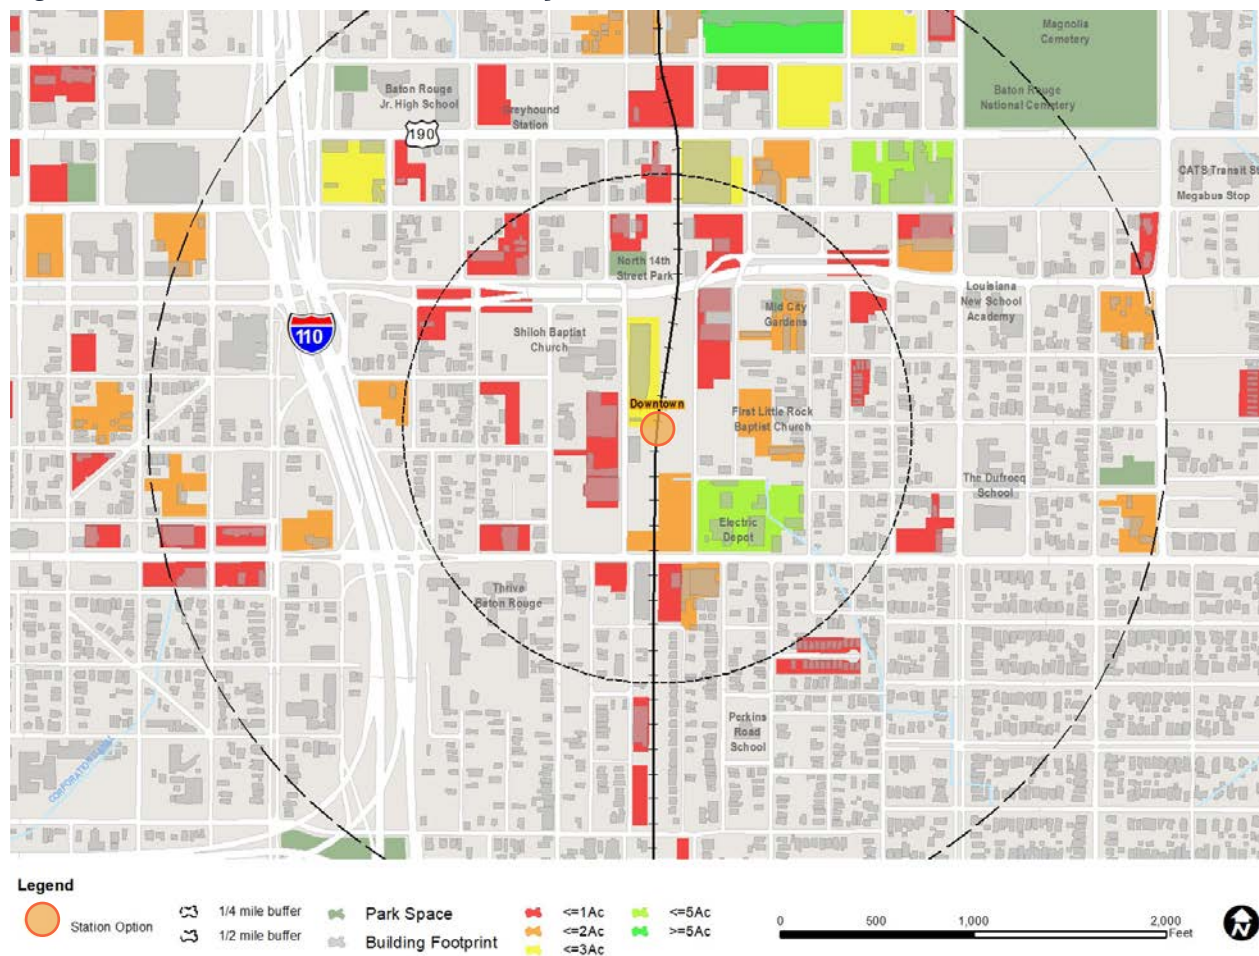 Magnolia
Cemetery
Baton Rouge
Jr. High School
Greyhound
Station
Baton Rouge
National Cemetery
190
CATS Transit St
Megabus Stop
North 14th
Street Park
Louisiana
New School
Academy
Mid City
Gardens
Shiloh Baptist
Church
110
Downtown
First Little Rock
Baptist Church
The Dufrocq
School
Electric
Depot
Thrive
Baton Rouge
Perkins
Road
School
Legend
Station Option
1/4 mile buffer
1/2 mile buffer
Park Space
Building Footprint
<=1Ac
<=2Ac
<=3Ac
<=5Ac
>=5Ac
0 500 1,000 2,000
Feet
N